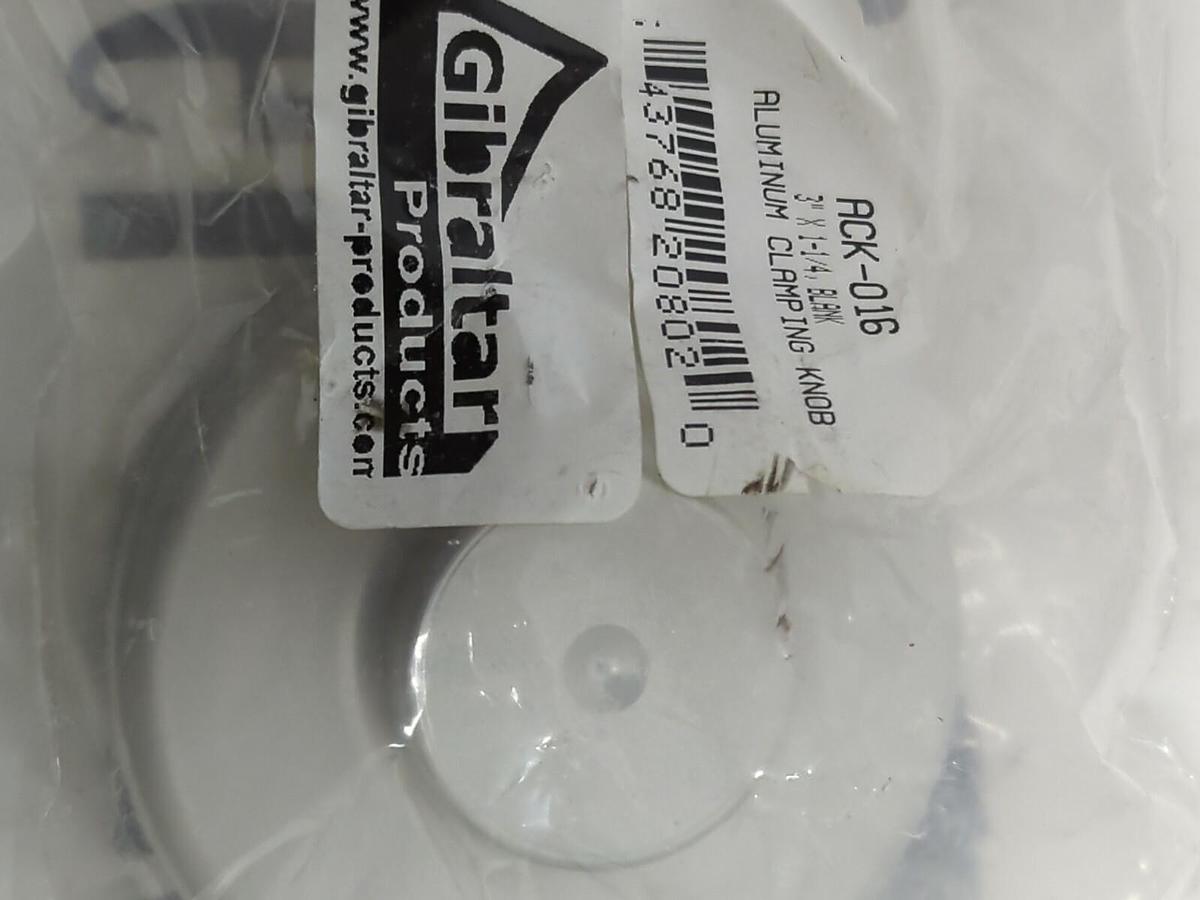 Gibraltar
Products
www.gibraltar-products.com
ACK-016
3" X 1-1/4, BLANK
ALUMINUM CLAMPING KNOB
43768 20802 0